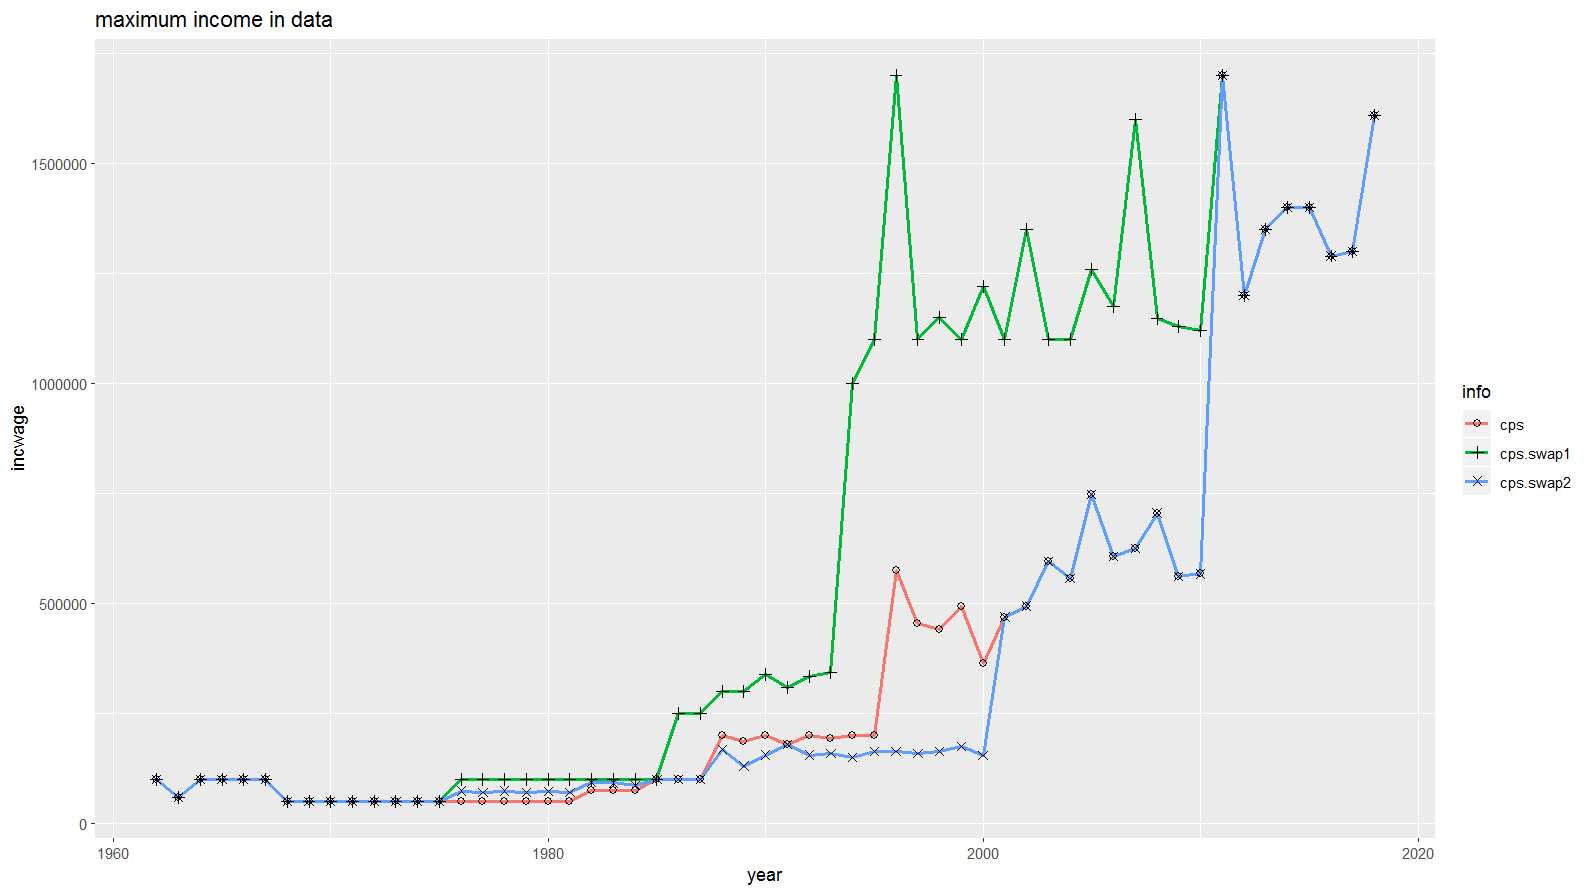 maximum income in data
1500000
1000000
500000
0
incwage
1960
1980
2000
2020
year
info
cps
cps.swap1
cps.swap2